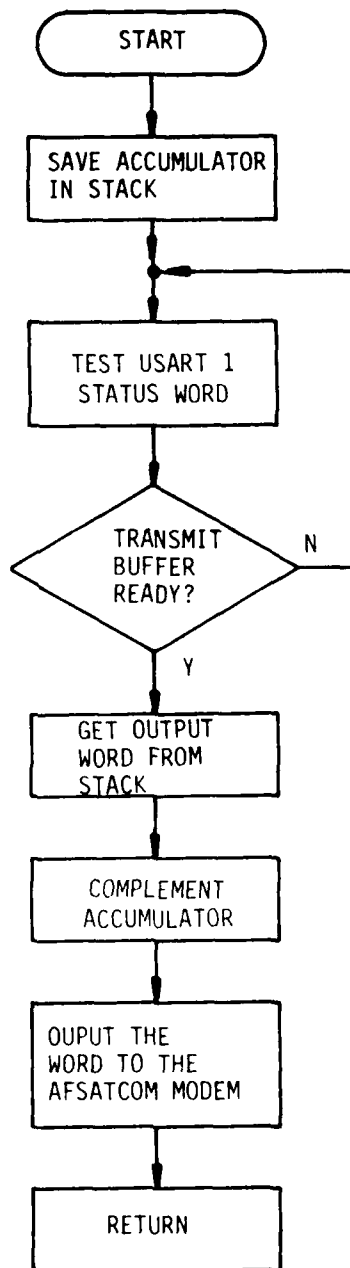 START
SAVE ACCUMULATOR
IN STACK
TEST USART 1
STATUS WORD
TRANSMIT
BUFFER
READY?
N
Y
GET OUTPUT
WORD FROM
STACK
COMPLEMENT
ACCUMULATOR
OUPUT THE
WORD TO THE
AFSATCOM MODEM
RETURN